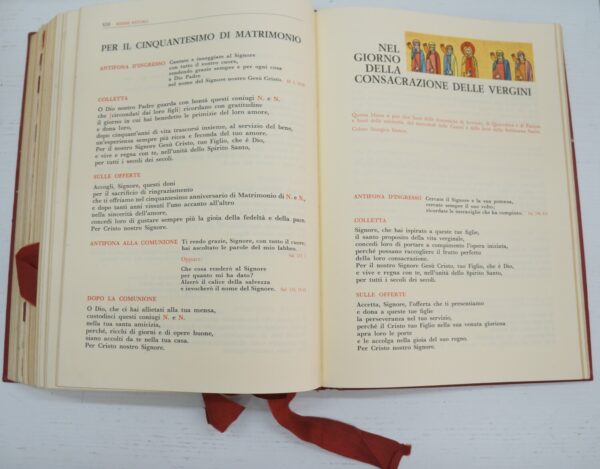 MESSE RITUALI
PER IL CINQUANTESIMO DI MATRIMONIO
ANTIFONA D'INGRESSO Cantate e inneggiate al Signore
con tutto il vostro cuore,
rendendo grazie sempre e per ogni cosa
a Dio Padre
nel nome del Signore nostro Gesù Cristo.
COLLETTA
O Dio nostro Padre guarda con bontà questi coniugi N. e N.
che (circondati dai loro figli) ricordano con gratitudine
il giorno in cui hai benedetto le primizie del loro amore,
e dona loro,
dopo cinquant'anni di vita trascorsi insieme, al servizio del bene,
un'esperienza sempre più ricca e feconda del tuo amore.
Per il nostro Signore Gesù Cristo, tuo Figlio, che è Dio,
e vive e regna con te, nell'unità dello Spirito Santo,
per tutti i secoli dei secoli.
SULLE OFFERTE
Accogli, Signore, questi doni
per il sacrificio di ringraziamento
che ti offriamo nel cinquantesimo anniversario di Matrimonio di N. e N.,
e dopo tanti anni vissuti l'uno accanto all'altro
nella sincerità dell'amore,
concedi loro di gustare sempre più la gioia della fedeltà e della pace.
Per Cristo nostro Signore.
ANTIFONA ALLA COMUNIONE Ti rendo grazie, Signore, con tutto il cuore:
hai ascoltato le parole del mio labbro.
Oppure:
Che cosa renderò al Signore
per quanto mi ha dato?
Alzerò il calice della salvezza
e invocherò il nome del Signore.
DOPO LA COMUNIONE
O Dio, che ci hai allietati alla tua mensa,
custodisci questi coniugi N. e N.
nella tua santa amicizia,
perché, ricchi di giorni e di opere buone,
siano accolti da te nella tua casa.
Per Cristo nostro Signore.
NEL
GIORNO
DELLA
CONSACRAZIONE DELLE VERGINI
Questa Messa si può dire
Colore liturgico bianco.
ANTIFONA D'INGRESSO Cercate il Signore e la sua potenza,
cercate sempre il suo volto;
ricordate le meraviglie che ha compiuto.
COLLETTA
Signore, che hai ispirato a queste tue figlie,
il santo proposito della vita verginale,
concedi loro di portare a compimento l'opera iniziata,
perché possano raccogliere il frutto perfetto
della loro consacrazione.
Per il nostro Signore Gesù Cristo, tuo Figlio, che è Dio,
e vive e regna con te, nell'unità dello Spirito Santo,
per tutti i secoli dei secoli.
SULLE OFFERTE
Accetta, Signore, l'offerta che ti presentiamo
e dona a queste tue figlie
la perseveranza nel tuo servizio,
perché il Cristo tuo Figlio nella sua venuta gloriosa
apra loro le porte
e le accolga nella gioia del suo regno.
Per Cristo nostro Signore.